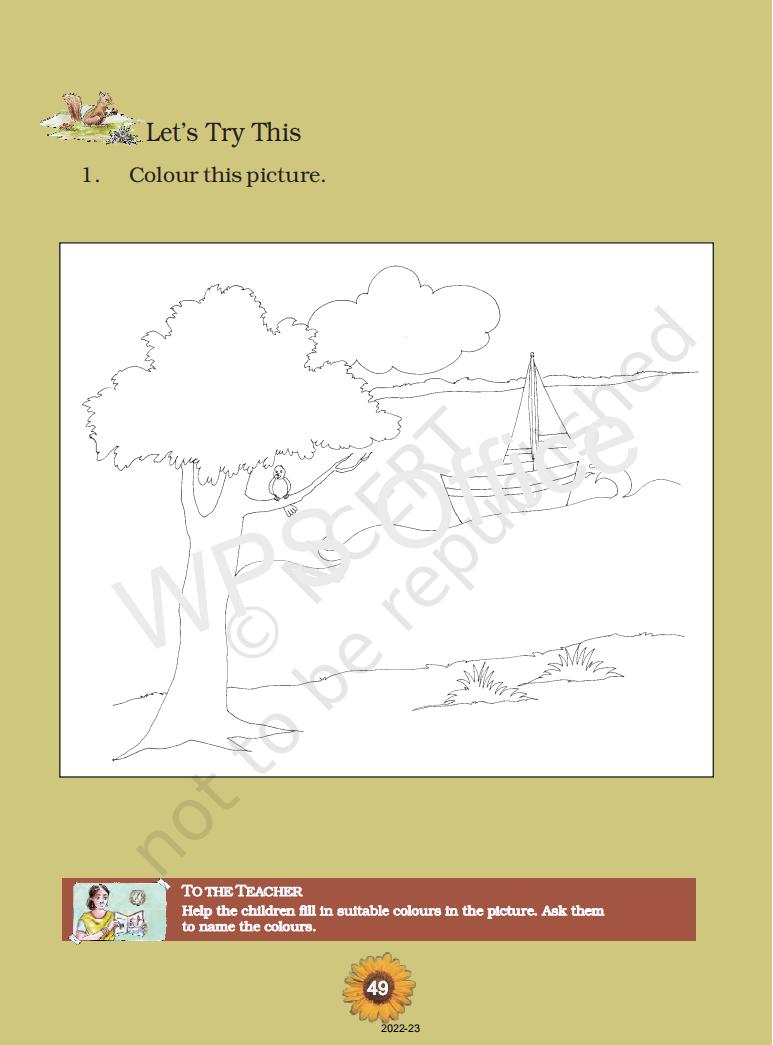 Let's Try This
1. Colour this picture.
WPS Office
© NCERT
not to be republished
TO THE TEACHER
Help the children fill in suitable colours in the picture. Ask them
to name the colours.
49
2022-23